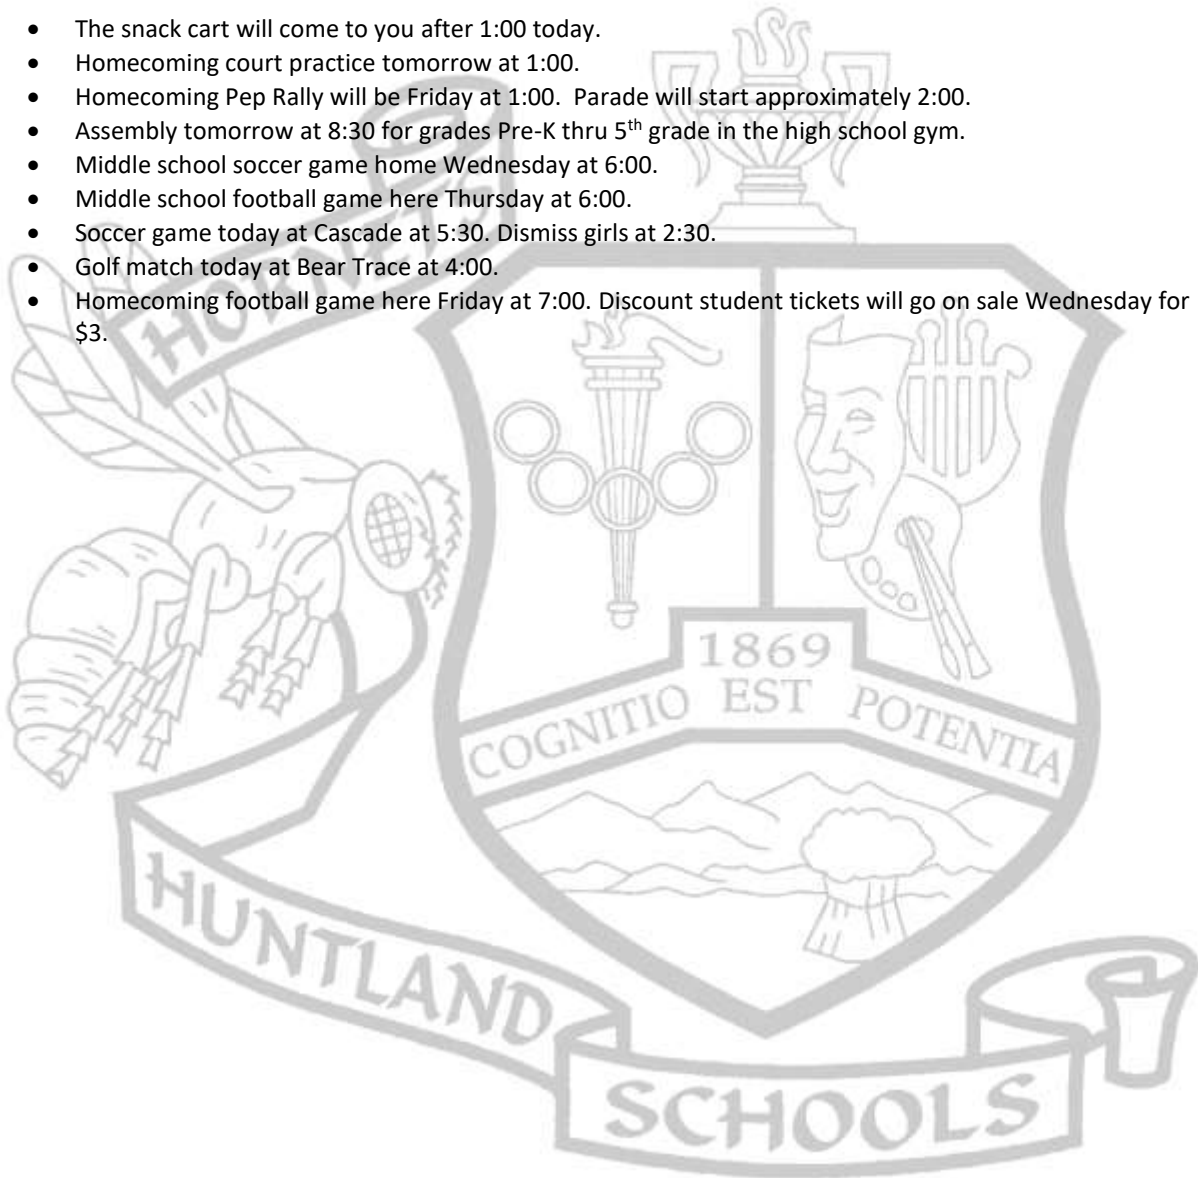 • The snack cart will come to you after 1:00 today.
• Homecoming court practice tomorrow at 1:00.
• Homecoming Pep Rally will be Friday at 1:00.  Parade will start approximately 2:00.
• Assembly tomorrow at 8:30 for grades Pre-K thru 5th grade in the high school gym.
• Middle school soccer game home Wednesday at 6:00.
• Middle school football game here Thursday at 6:00.
• Soccer game today at Cascade at 5:30. Dismiss girls at 2:30.
• Golf match today at Bear Trace at 4:00.
• Homecoming football game here Friday at 7:00. Discount student tickets will go on sale Wednesday for
$3.
HORNETS
1869
COGNITIO EST POTENTIA
HUNTLAND
SCHOOLS